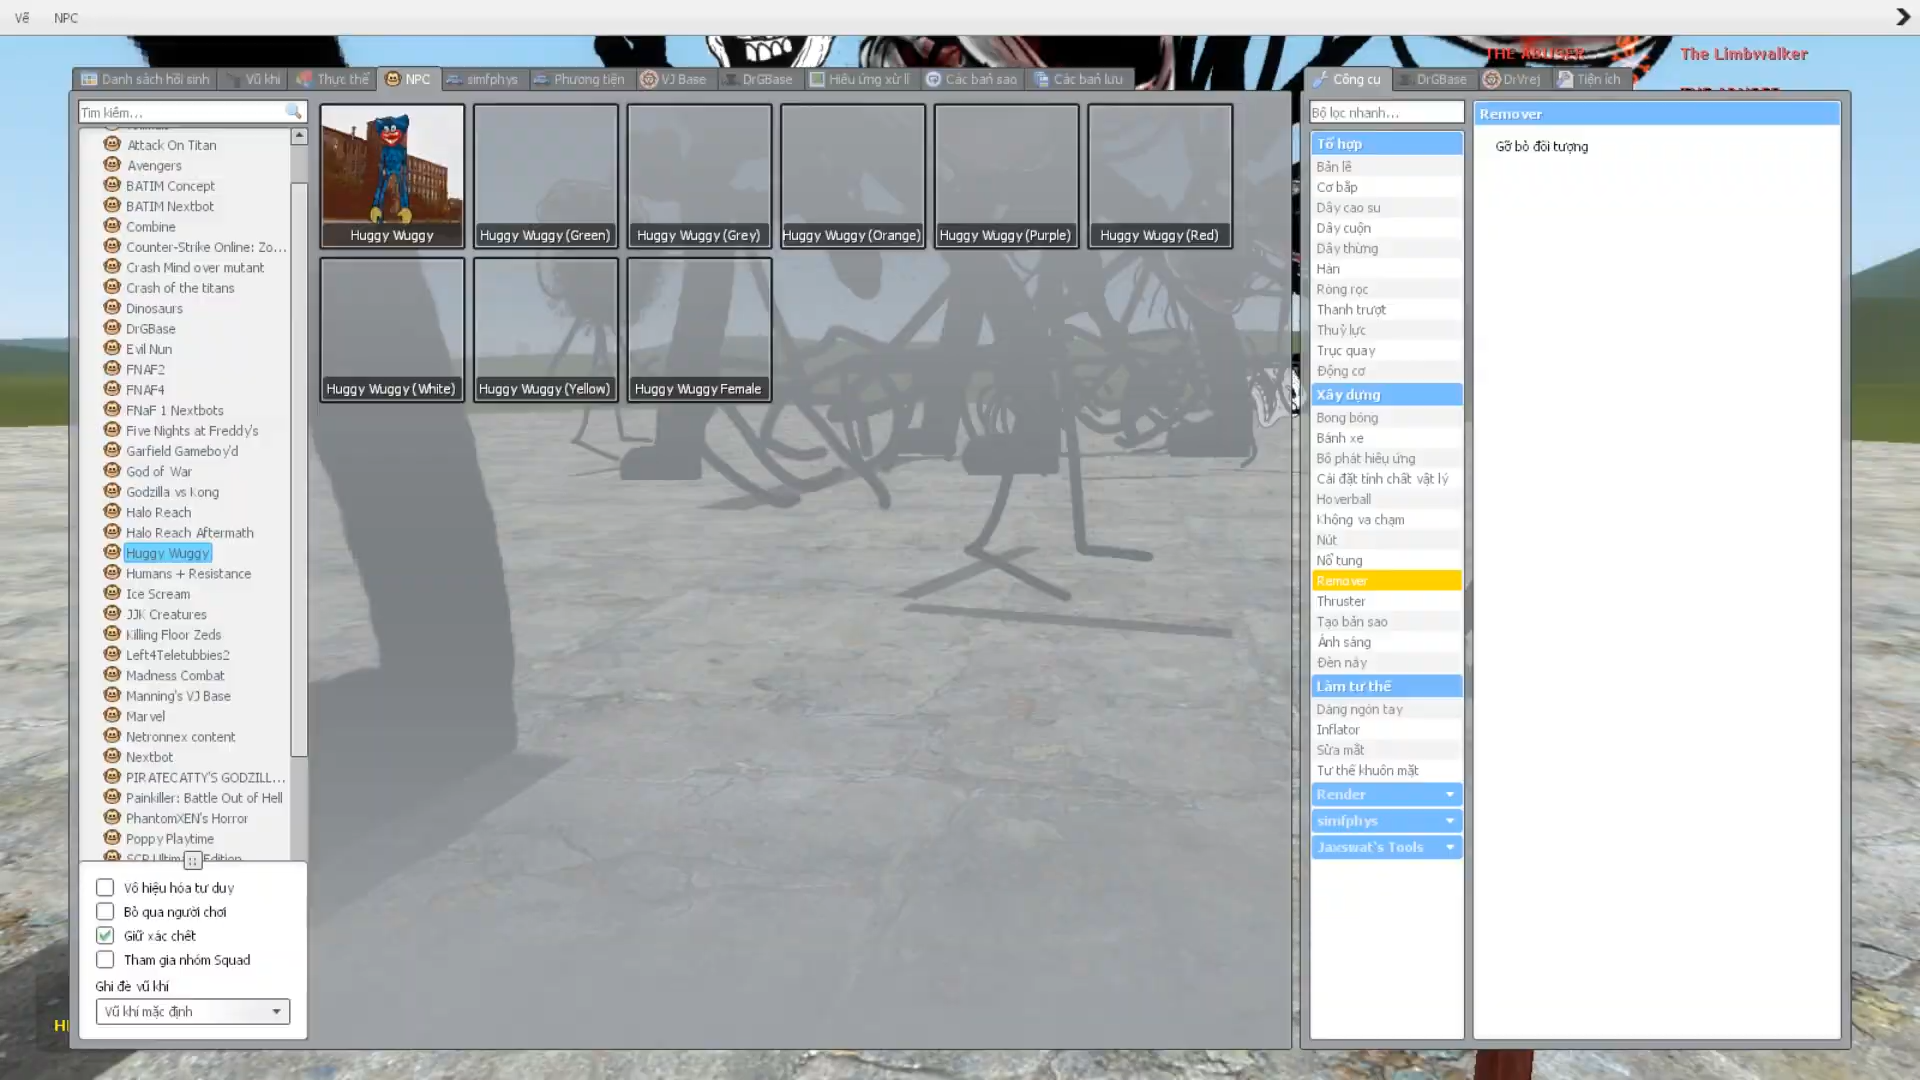 Vẽ NPC
THE ABUSER
The Limbwalker
Danh sách hồi sinh Vũ khí Thực thể NPC simfphys Phương tiện VJ Base DrGBase Hiệu ứng xử lí Các bản sao Các bản lưu
Công cụ DrGBase DrVrej Tiện ích
Tìm kiếm...
Attack On Titan
Avengers
BATIM Concept
BATIM Nextbot
Combine
Counter-Strike Online: Zo...
Crash Mind over mutant
Crash of the titans
Dinosaurs
DrGBase
Evil Nun
FNAF2
FNAF4
FNaF 1 Nextbots
Five Nights at Freddy's
Garfield Gameboy'd
God of War
Godzilla vs Kong
Halo Reach
Halo Reach Aftermath
Huggy Wuggy
Humans + Resistance
Ice Scream
JJK Creatures
Killing Floor Zeds
Left4Teletubbies2
Madness Combat
Manning's VJ Base
Marvel
Netronnex content
Nextbot
PIRATECATTY'S GODZILL...
Painkiller: Battle Out of Hell
PhantomXEN's Horror
Poppy Playtime
Vô hiệu hóa tư duy
Bỏ qua người chơi
Giữ xác chết
Tham gia nhóm Squad
Ghi đè vũ khí
Vũ khí mặc định
Huggy Wuggy
Huggy Wuggy (Green)
Huggy Wuggy (Grey)
Huggy Wuggy (Orange)
Huggy Wuggy (Purple)
Huggy Wuggy (Red)
Huggy Wuggy (White)
Huggy Wuggy (Yellow)
Huggy Wuggy Female
Bộ lọc nhanh...
Tổ hợp
Bản lề
Cơ bắp
Dây cao su
Dây cuộn
Dây thừng
Hàn
Ròng rọc
Thanh trượt
Thuỷ lực
Trục quay
Động cơ
Xây dựng
Bong bóng
Bánh xe
Bộ phát hiệu ứng
Cài đặt tính chất vật lý
Hoverball
Không va chạm
Nút
Nổ tung
Remover
Thruster
Tạo bản sao
Ánh sáng
Đèn nảy
Làm tư thế
Dáng ngón tay
Inflator
Sửa mắt
Tư thế khuôn mặt
Render
simfphys
Jaxswat's Tools
Remover
Gỡ bỏ đối tượng